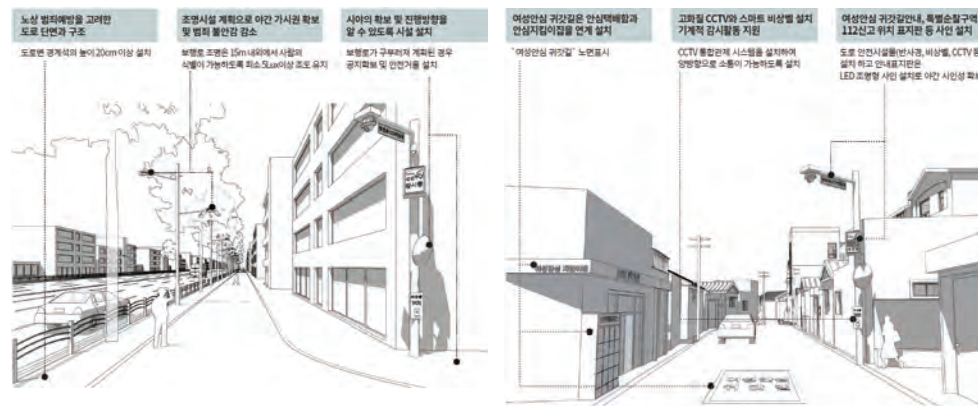 노상 범죄예방을 고려한
도로 단면과 구조
도로변 경계석의 높이 20cm 이상 설치
조명시설 계획으로 야간 가시권 확보
및 범죄 불안감 감소
보행로 조명은 15m 내외에서 사람의
식별이 가능하도록 최소 5Lux이상 조도 유지
시야의 확보 및 진행방향을
알 수 있도록 시설 설치
보행로가 구부러져 계획된 경우
공지확보 및 안전거울 설치
여성안심 귀갓길은 안심택배함과
안심지킴이집을 연계 설치
'여성안심 귀갓길' 노면표시
고화질 CCTV와 스마트 비상벨 설치
기계적 감시활동 지원
CCTV 통합관제 시스템을 설치하여
양방향으로 소통이 가능하도록 설치
여성안심 귀갓길안내, 특별순찰구역
112신고 위치 표지판 등 사인 설치
도로 안전시설물(반사경, 비상벨, CCTV 등
설치 하고 안내표지판은
LED 조명형 사인 설치로 야간 시인성 확보